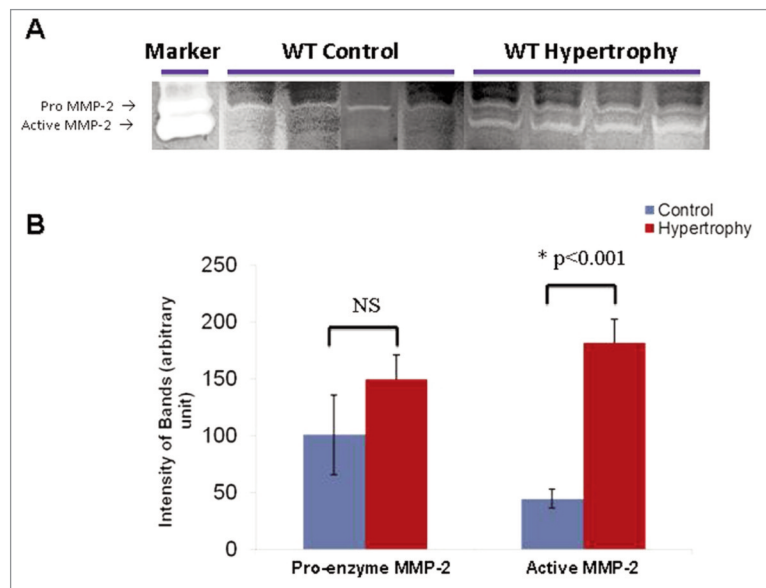 A
Marker
WT Control
WT Hypertrophy
Pro MMP-2 →
Active MMP-2 →
B
Control
Hypertrophy
Intensity of Bands (arbitrary
unit)
250
200
150
100
50
0
NS
* p<0.001
Pro-enzyme MMP-2
Active MMP-2